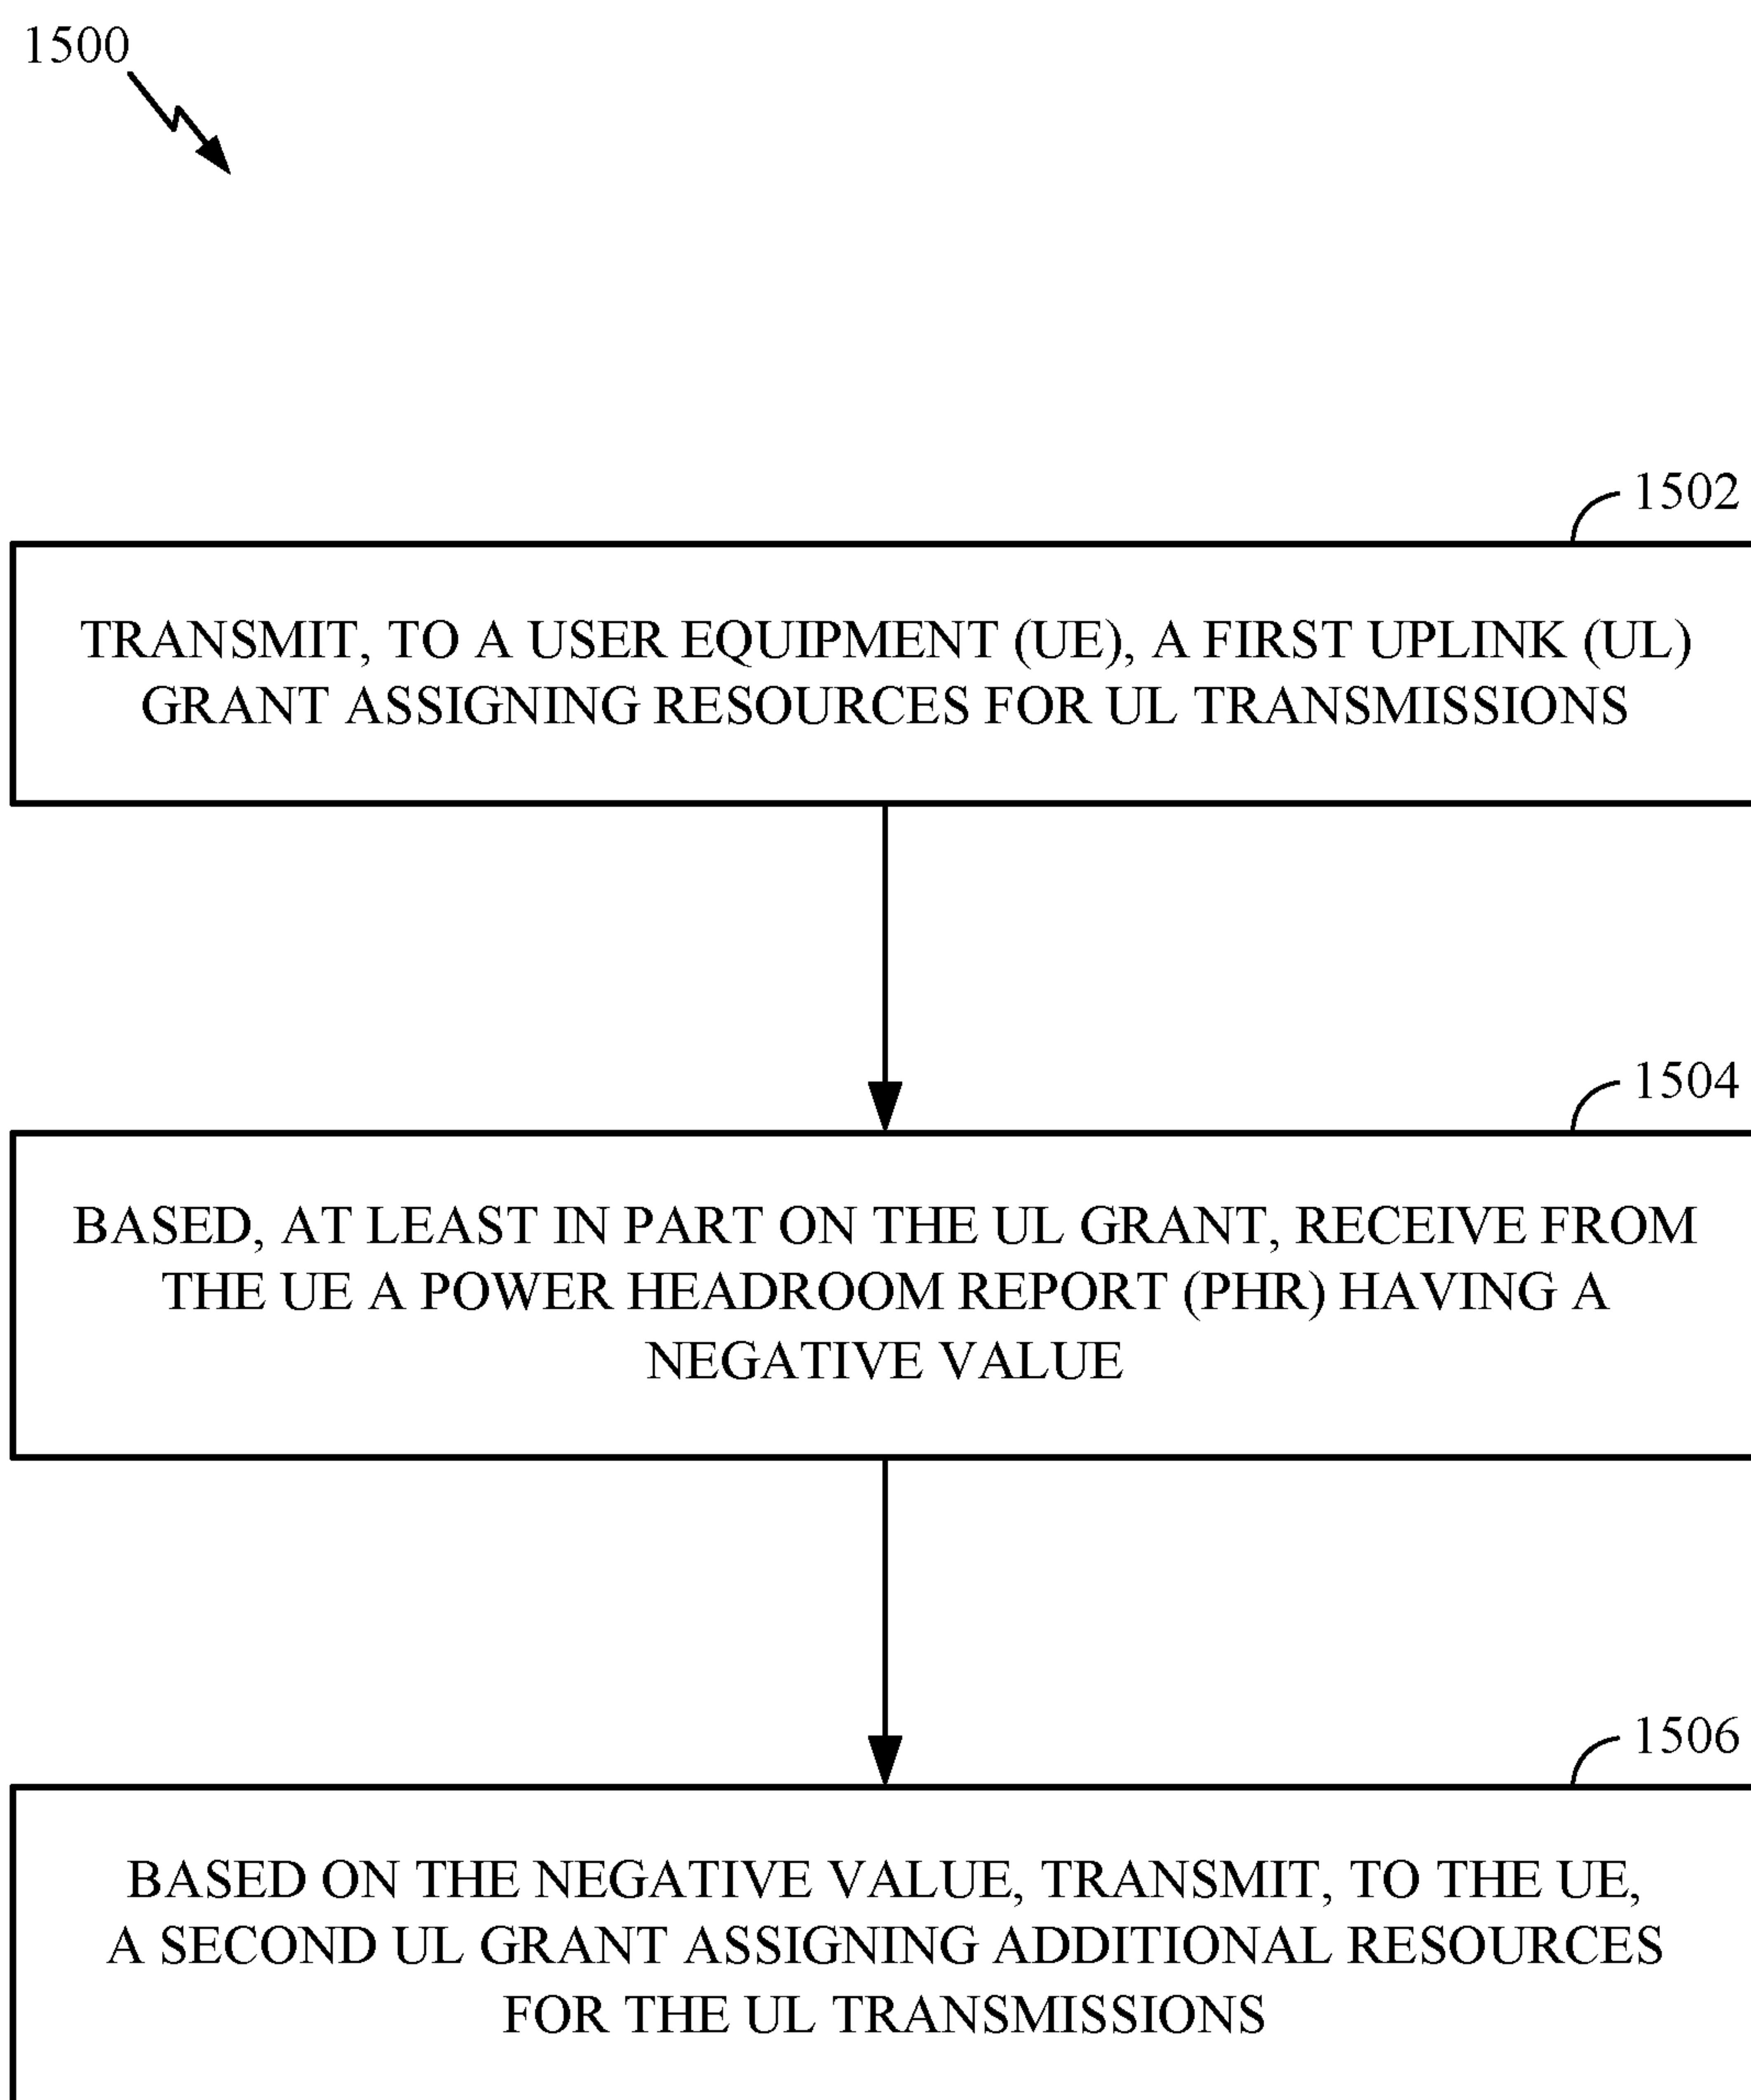 1500
1502
TRANSMIT, TO A USER EQUIPMENT (UE), A FIRST UPLINK (UL)
GRANT ASSIGNING RESOURCES FOR UL TRANSMISSIONS
1504
BASED, AT LEAST IN PART ON THE UL GRANT, RECEIVE FROM
THE UE A POWER HEADROOM REPORT (PHR) HAVING A
NEGATIVE VALUE
1506
BASED ON THE NEGATIVE VALUE, TRANSMIT, TO THE UE,
A SECOND UL GRANT ASSIGNING ADDITIONAL RESOURCES
FOR THE UL TRANSMISSIONS